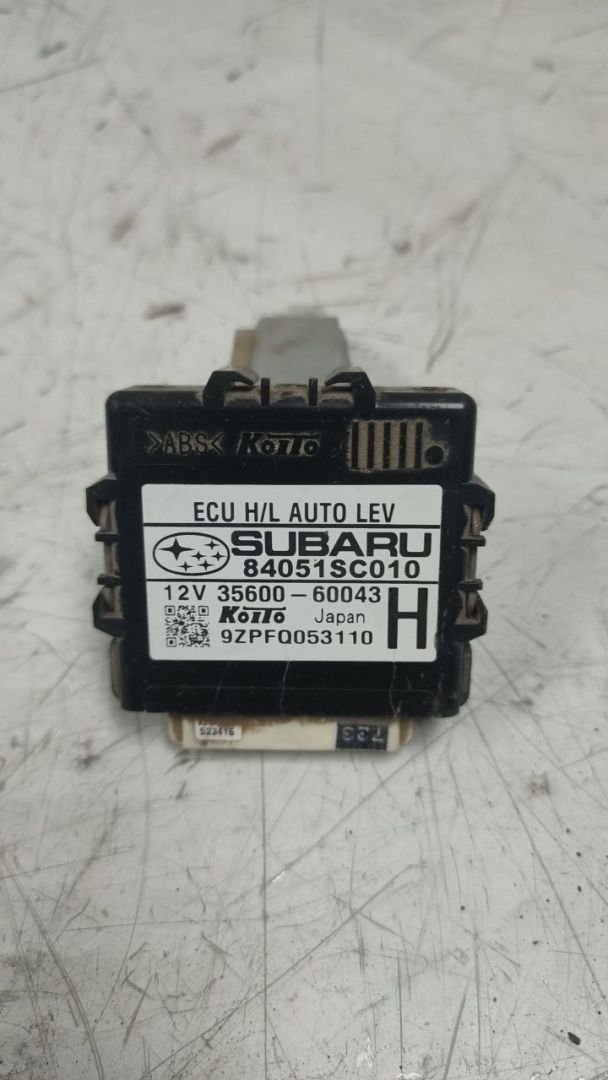 >ABS< KOITO
ECU H/L AUTO LEV
SUBARU
84051SC010
12V 35600-60043
KOITO Japan H
9ZPFQ053110
523416